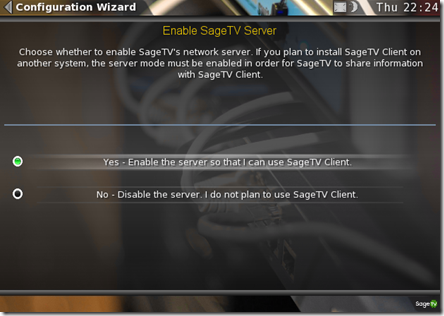 Configuration Wizard
Thu 22:24
Enable SageTV Server
Choose whether to enable SageTV's network server. If you plan to install SageTV Client on
another system, the server mode must be enabled in order for SageTV to share information
with SageTV Client.
Yes - Enable the server so that I can use SageTV Client.
No - Disable the server. I do not plan to use SageTV Client.
SageTV